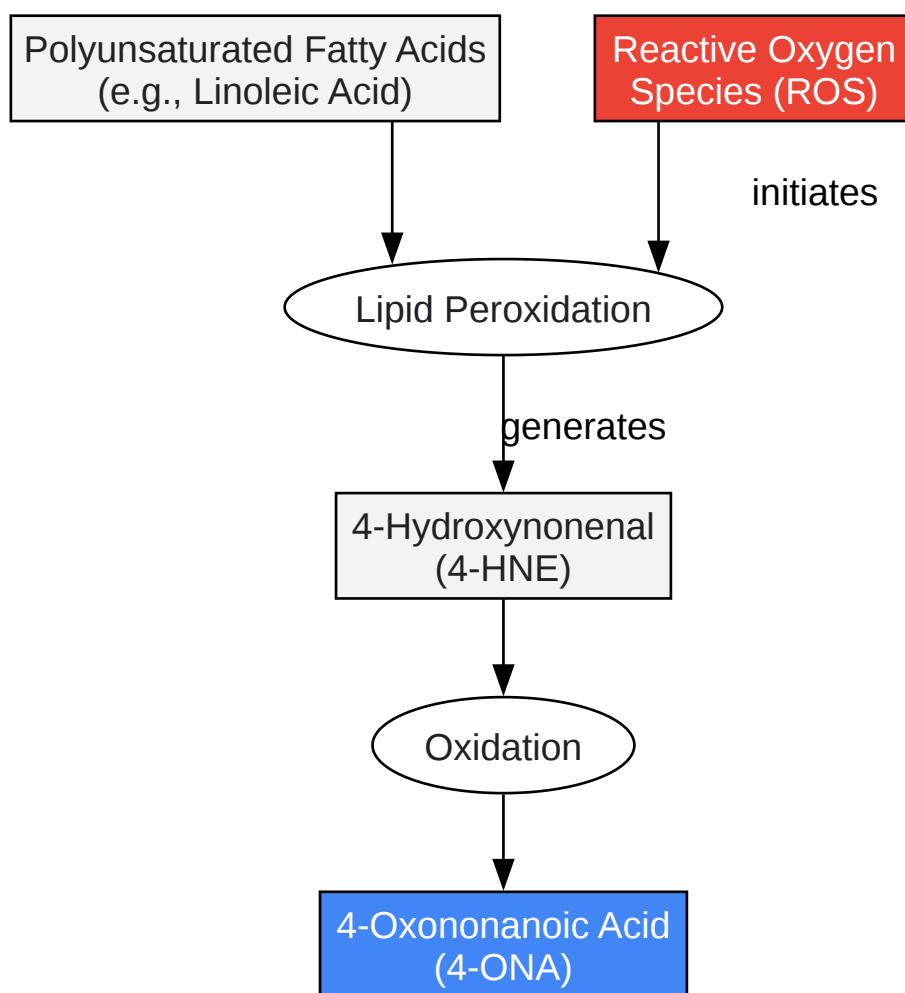 Polyunsaturated Fatty Acids
(e.g., Linoleic Acid)
Reactive Oxygen
Species (ROS)
initiates
Lipid Peroxidation
generates
4-Hydroxynonenal
(4-HNE)
Oxidation
4-Oxononanoic Acid
(4-ONA)